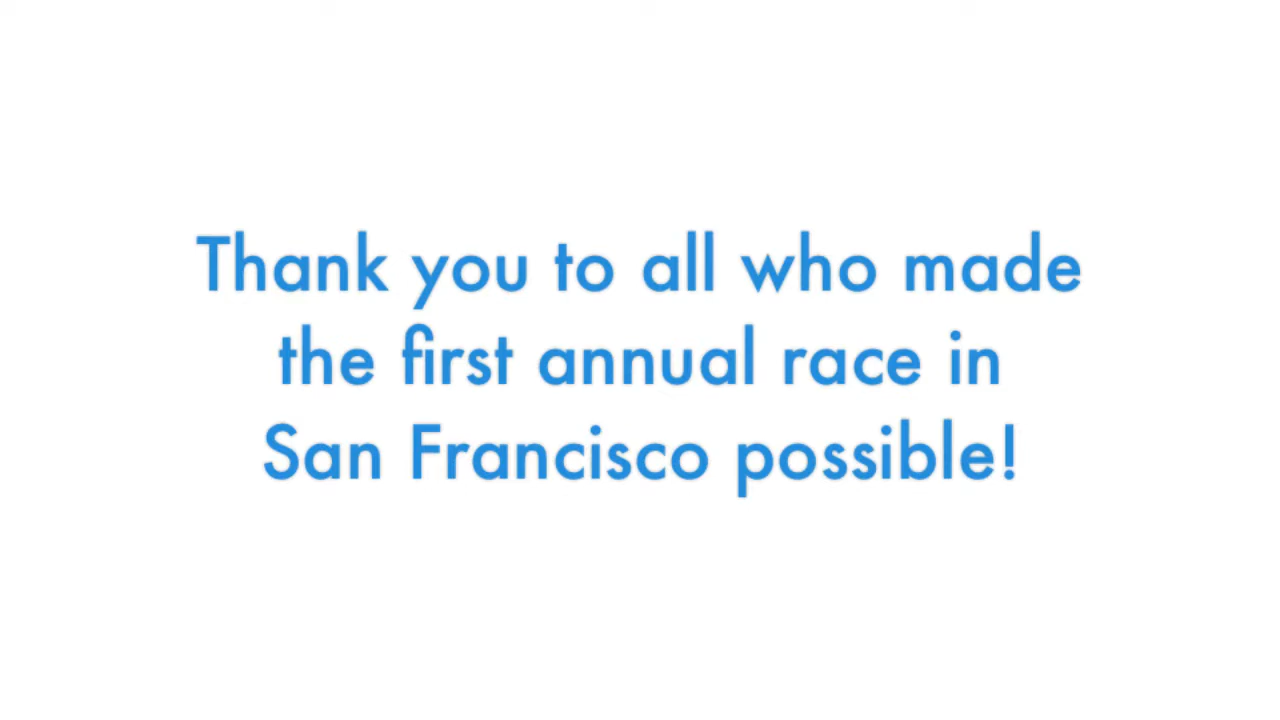 Thank you to all who made
the first annual race in
San Francisco possible!